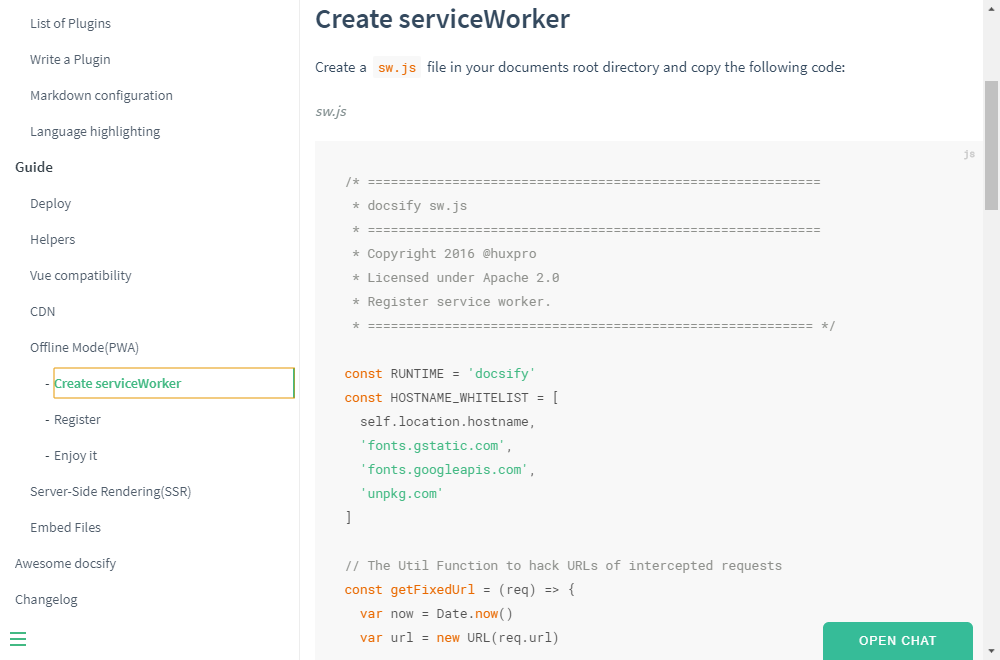 List of Plugins
Write a Plugin
Markdown configuration
Language highlighting
Guide
Deploy
Helpers
Vue compatibility
CDN
Offline Mode(PWA)
- Create serviceWorker
- Register
- Enjoy it
Server-Side Rendering(SSR)
Embed Files
Awesome docsify
Changelog
Create serviceWorker
Create a sw.js file in your documents root directory and copy the following code:
sw.js
js
/* ===========================================================
 * docsify sw.js
 * ===========================================================
 * Copyright 2016 @huxpro
 * Licensed under Apache 2.0
 * Register service worker.
 * ========================================================== */
const RUNTIME = 'docsify'
const HOSTNAME_WHITELIST = [
  self.location.hostname,
  'fonts.gstatic.com',
  'fonts.googleapis.com',
  'unpkg.com'
]
// The Util Function to hack URLs of intercepted requests
const getFixedUrl = (req) => {
  var now = Date.now()
  var url = new URL(req.url)
OPEN CHAT